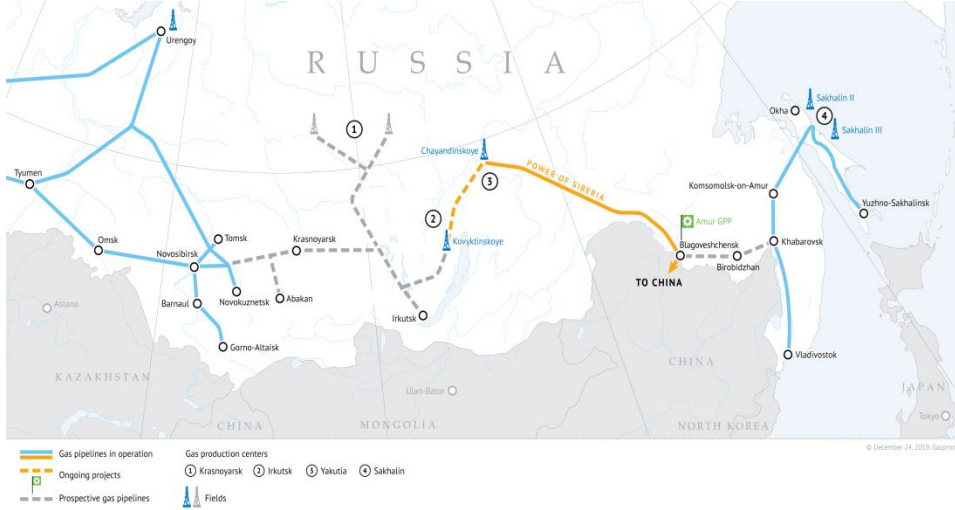 Urengoy
RUSSIA
Okha
Sakhalin II
4
Sakhalin III
1
Chayandinskoye
3
POWER OF SIBERIA
Tyumen
Komsomolsk-on-Amur
Yuzhno-Sakhalinsk
2
Amur GPP
Omsk
Tomsk
Krasnoyarsk
Kovyktinskoye
Blagoveshchensk
Khabarovsk
Novosibirsk
Birobidzhan
TO CHINA
Astana
Barnaul
Novokuznetsk
Abakan
Irkutsk
Gorno-Altaisk
Vladivostok
CHINA
KAZAKHSTAN
Ulan-Bator
JAPAN
Tokyo
CHINA
MONGOLIA
NORTH KOREA
© December 24, 2019. Gazprom
Gas pipelines in operation
Ongoing projects
Prospective gas pipelines
Gas production centers
1 Krasnoyarsk 2 Irkutsk 3 Yakutia 4 Sakhalin
Fields